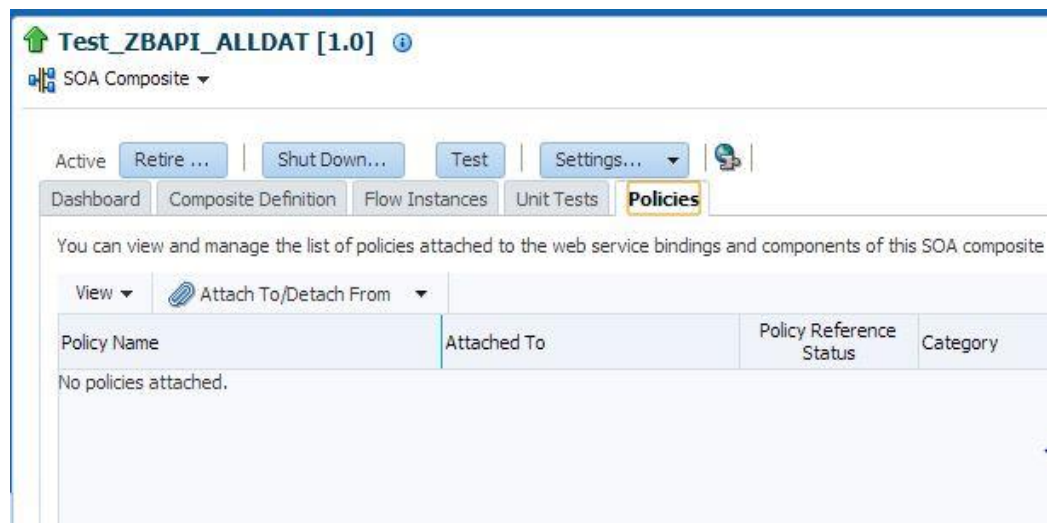 Test_ZBAPI_ALLDAT [1.0]
SOA Composite
Active Retire ... Shut Down... Test Settings...
Dashboard Composite Definition Flow Instances Unit Tests Policies
You can view and manage the list of policies attached to the web service bindings and components of this SOA composite
View Attach To/Detach From
Policy Name Attached To Policy Reference Status Category
No policies attached.